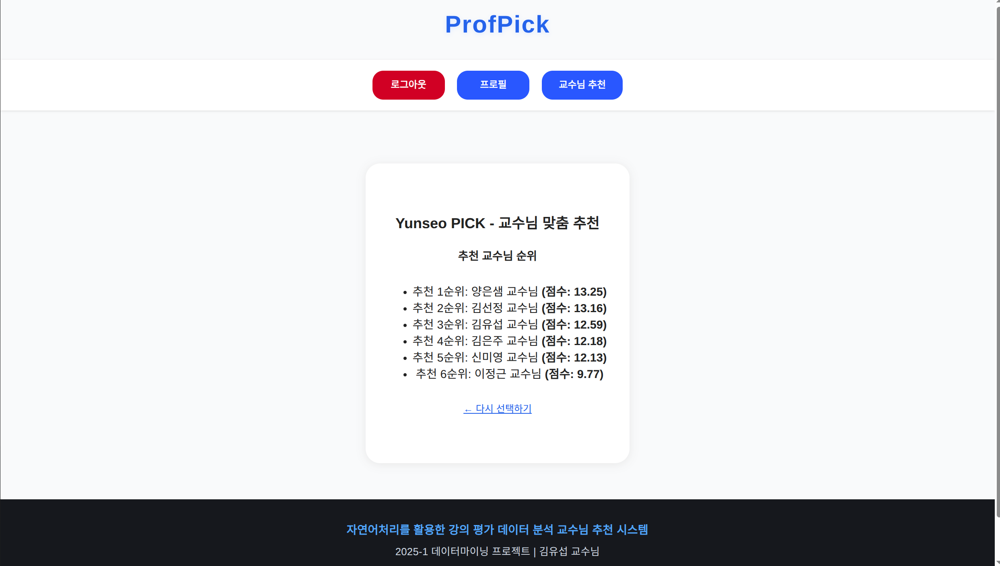 ProfPick
로그아웃 프로필 교수님 추천
Yunseo PICK - 교수님 맞춤 추천
추천 교수님 순위
• 추천 1순위: 양은샘 교수님 (점수: 13.25)
• 추천 2순위: 김선정 교수님 (점수: 13.16)
• 추천 3순위: 김유섭 교수님 (점수: 12.59)
• 추천 4순위: 김은주 교수님 (점수: 12.18)
• 추천 5순위: 신미영 교수님 (점수: 12.13)
• 추천 6순위: 이정근 교수님 (점수: 9.77)
← 다시 선택하기
자연어처리를 활용한 강의 평가 데이터 분석 교수님 추천 시스템
2025-1 데이터마이닝 프로젝트 | 김유섭 교수님